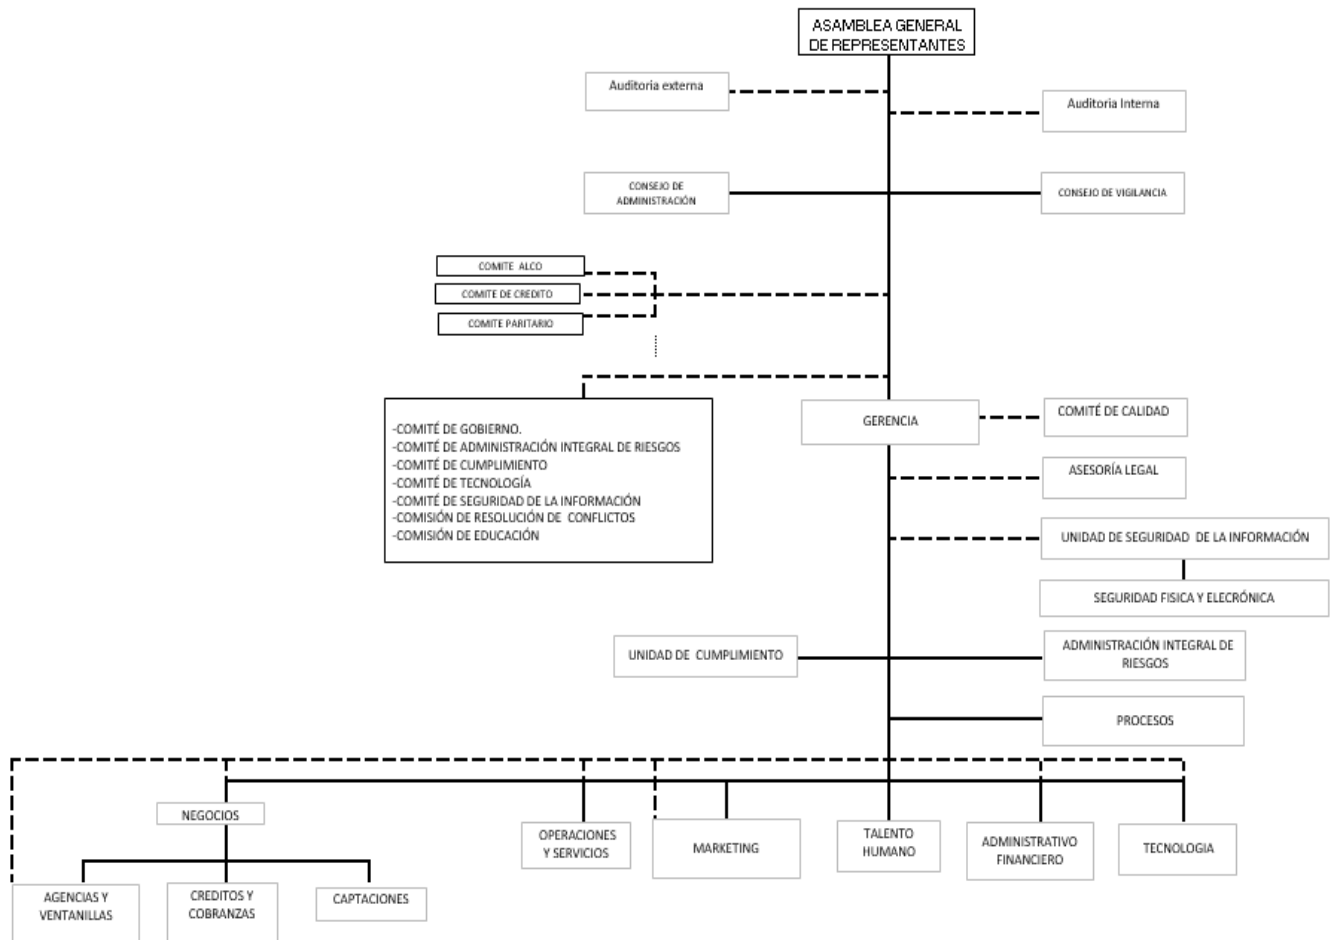 ASAMBLEA GENERAL
DE REPRESENTANTES
Auditoria externa
Auditoria Interna
CONSEJO DE
ADMINISTRACIÓN
CONSEJO DE VIGILANCIA
COMITE ALCO
COMITE DE CREDITO
COMITE PARITARIO
-COMITÉ DE GOBIERNO.
-COMITÉ DE ADMINISTRACIÓN INTEGRAL DE RIESGOS
-COMITÉ DE CUMPLIMIENTO
-COMITÉ DE TECNOLOGÍA
-COMITÉ DE SEGURIDAD DE LA INFORMACIÓN
-COMISIÓN DE RESOLUCIÓN DE CONFLICTOS
-COMISIÓN DE EDUCACIÓN
GERENCIA
COMITÉ DE CALIDAD
ASESORÍA LEGAL
UNIDAD DE SEGURIDAD DE LA INFORMACIÓN
SEGURIDAD FISICA Y ELECRÓNICA
UNIDAD DE CUMPLIMIENTO
ADMINISTRACIÓN INTEGRAL DE
RIESGOS
PROCESOS
NEGOCIOS
OPERACIONES
Y SERVICIOS
MARKETING
TALENTO
HUMANO
ADMINISTRATIVO
FINANCIERO
TECNOLOGIA
AGENCIAS Y
VENTANILLAS
CREDITOS Y
COBRANZAS
CAPTACIONES